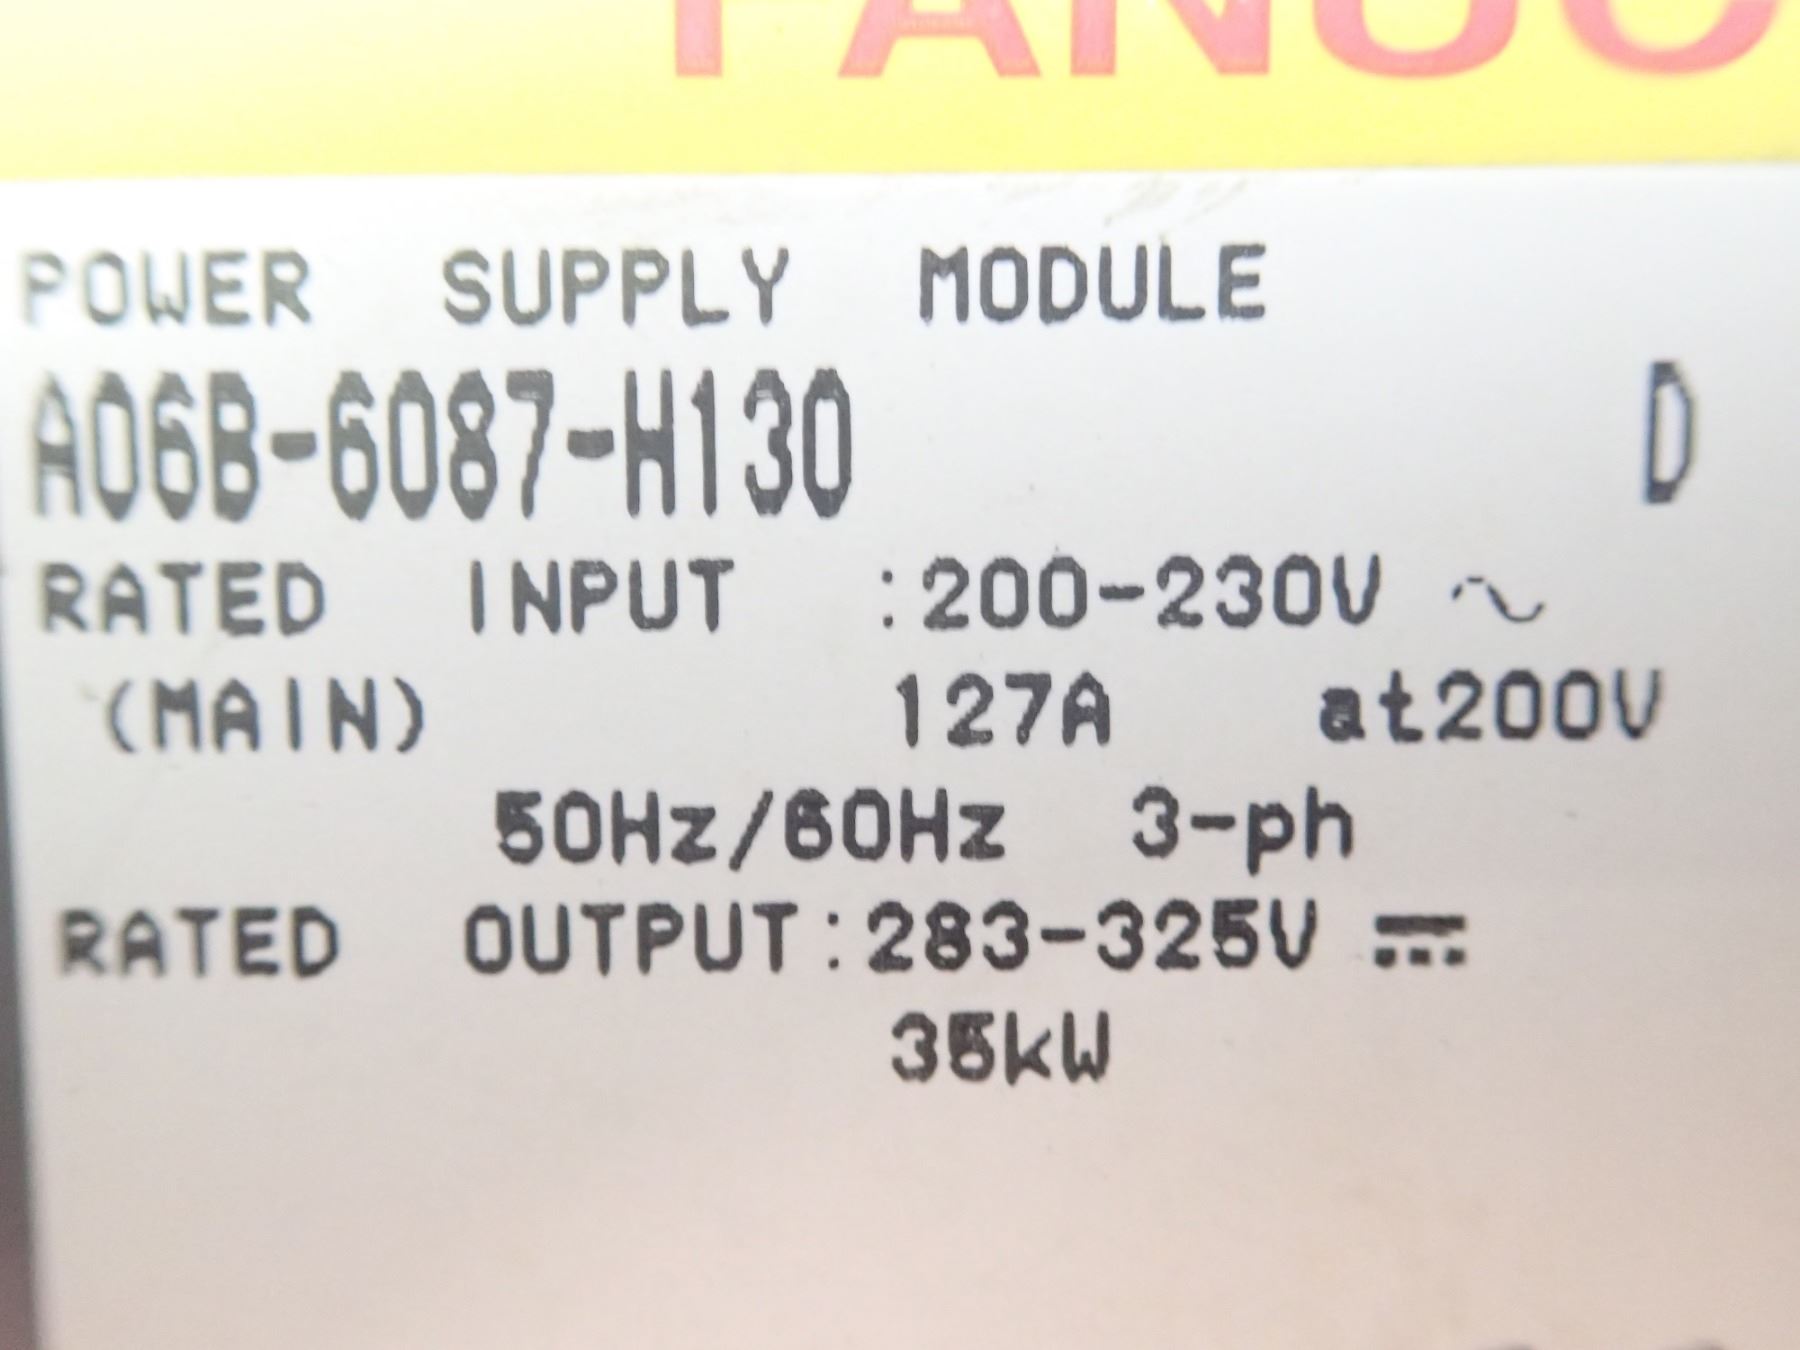 FANUC
POWER SUPPLY MODULE
A06B-6087-H130 D
RATED INPUT :200-230V ~
(MAIN) 127A at200V
50Hz/60Hz 3-ph
RATED OUTPUT:283-325V ⎓
35kW